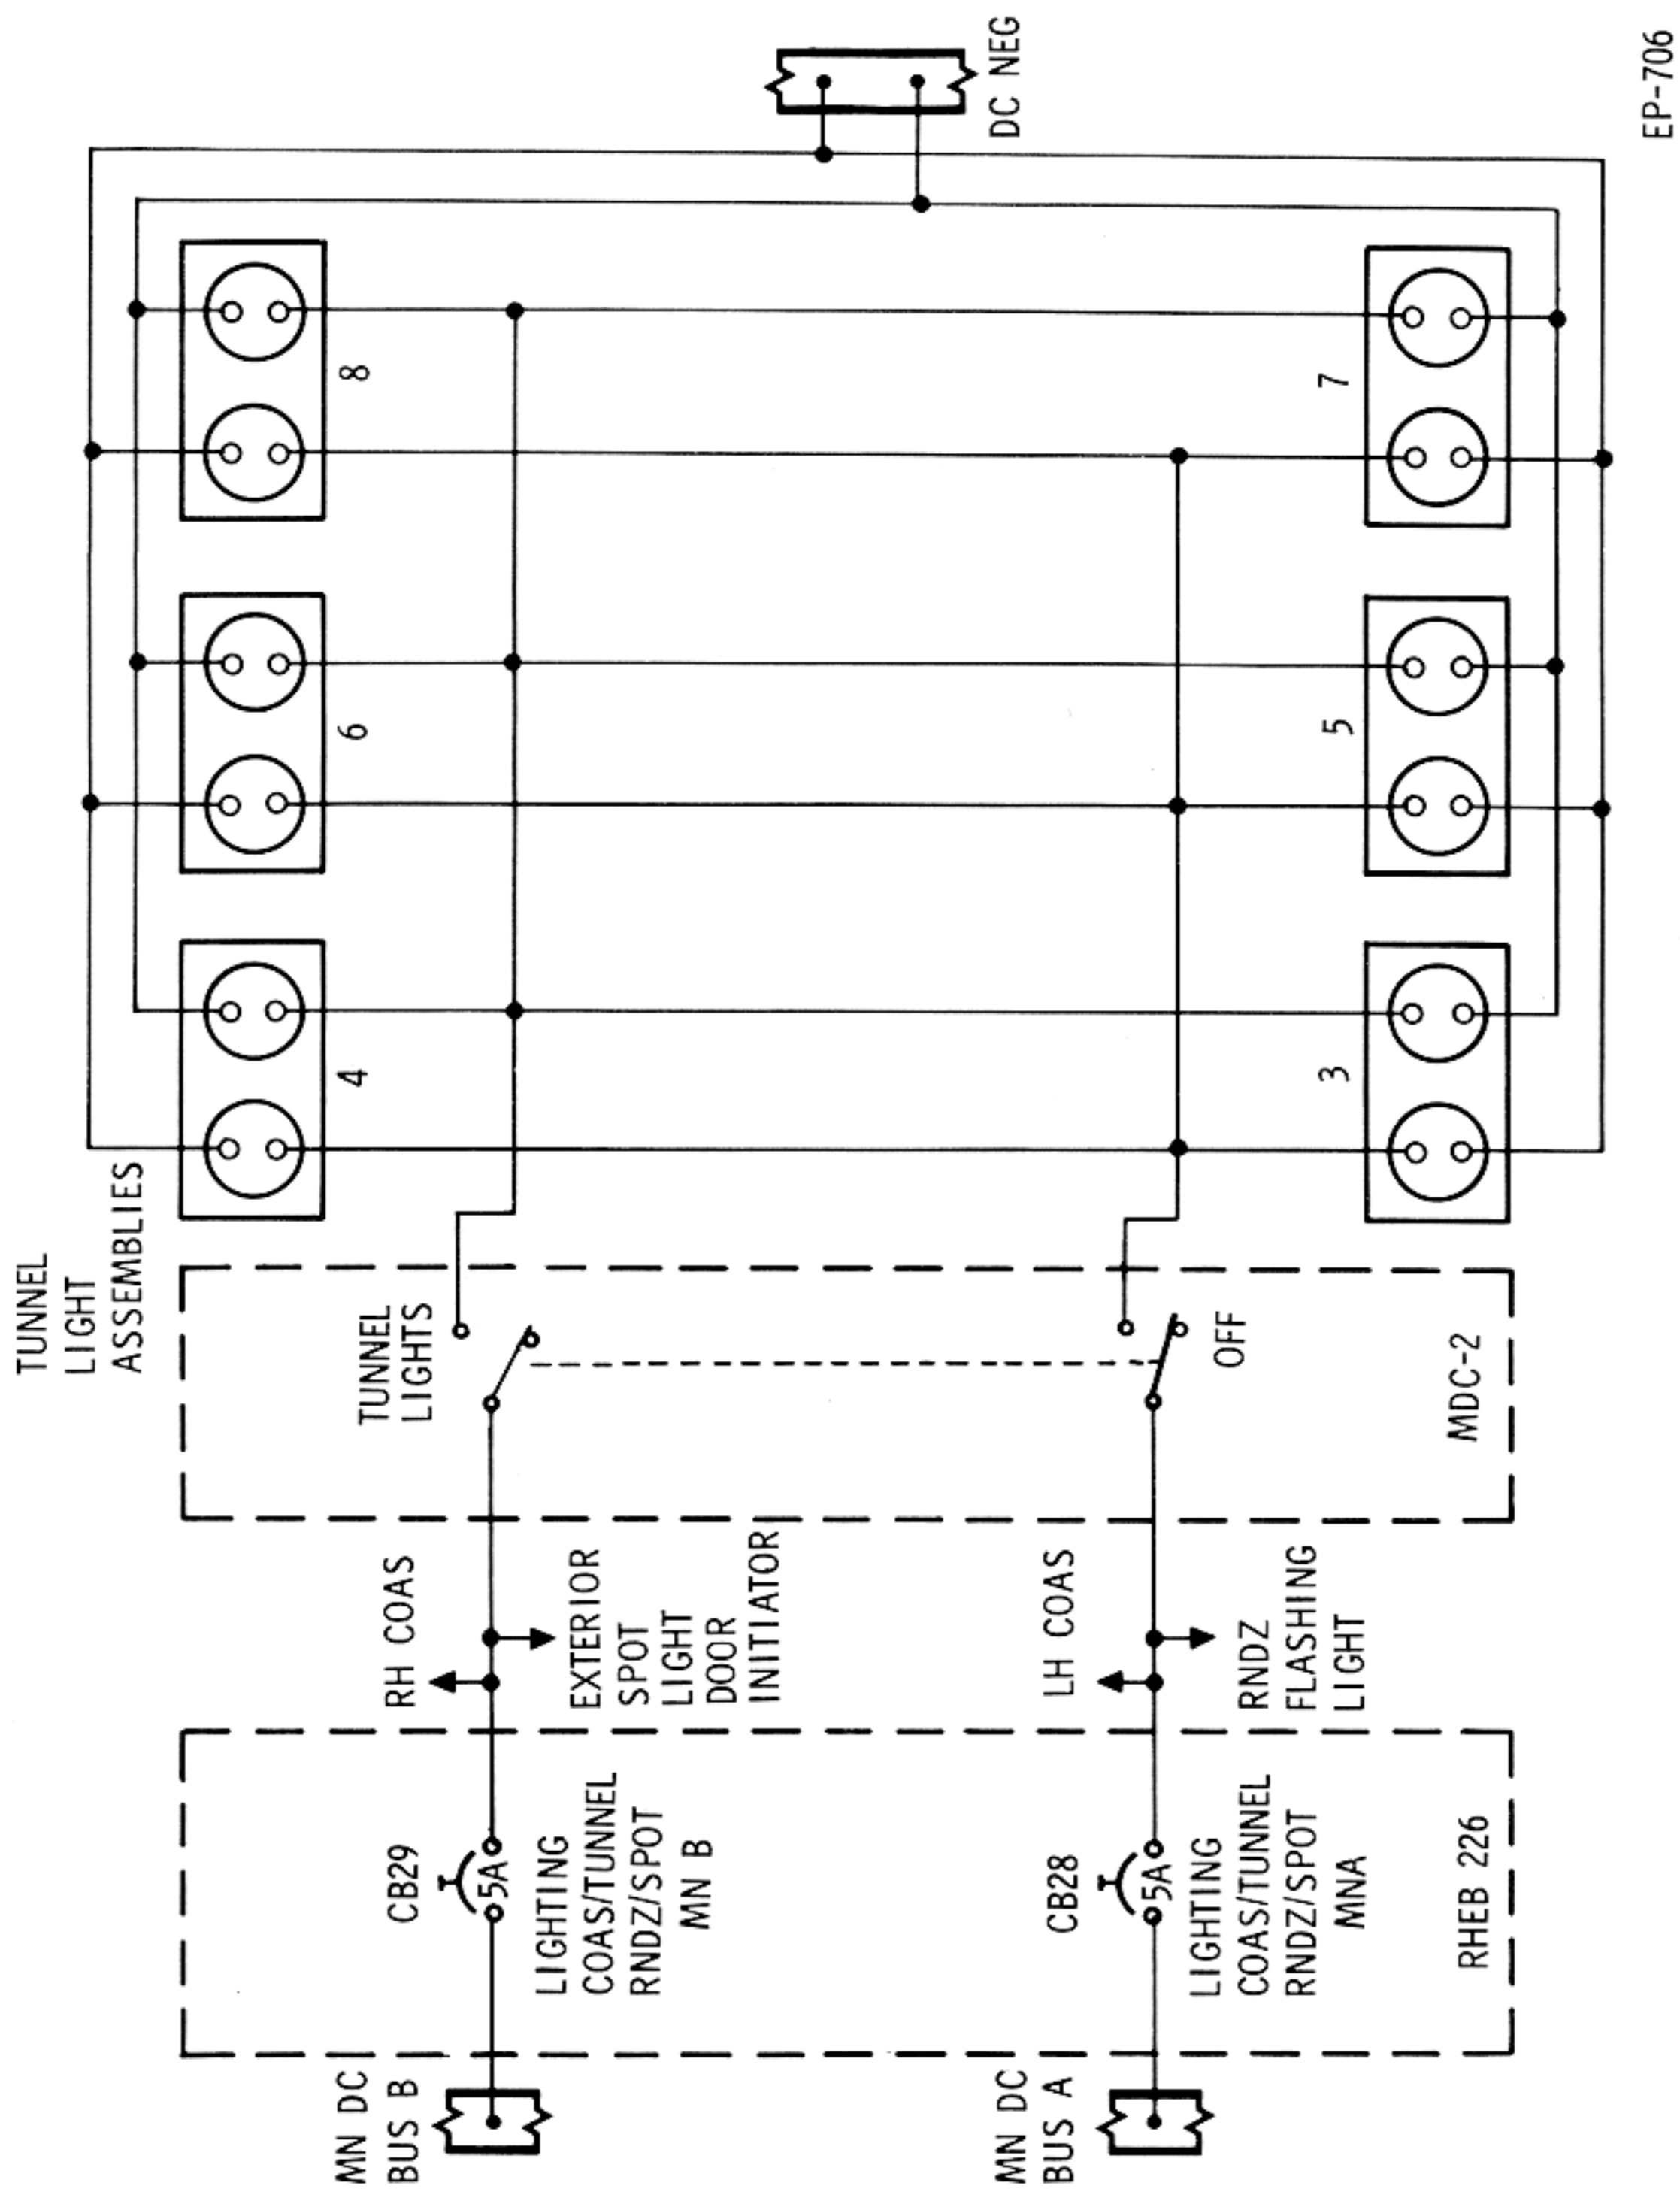 TUNNEL
LIGHT
ASSEMBLIES
MN DC
BUS B
CB29
5A
LIGHTING
COAS/TUNNEL
RNDZ/SPOT
MN B
RH COAS
EXTERIOR
SPOT
LIGHT
DOOR
INITIATOR
TUNNEL
LIGHTS
4
6
8
DC NEG
MN DC
BUS A
CB28
5A
LIGHTING
COAS/TUNNEL
RNDZ/SPOT
MNA
RHEB 226
LH COAS
RNDZ
FLASHING
LIGHT
OFF
MDC-2
3
5
7
EP-706